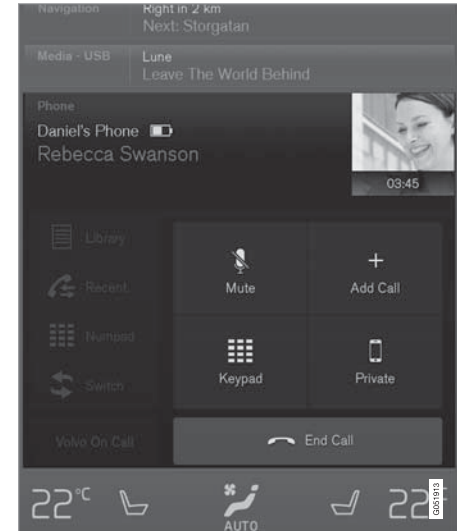 Navigation
Right in 2 km
Next: Storgatan
Media - USB
Lune
Leave The World Behind
Phone
Daniel's Phone
Rebecca Swanson
03:45
Library
Recent
Numpad
Switch
Volvo On Call
Mute
+
Add Call
Keypad
Private
End Call
22°C
AUTO
22°
G051913